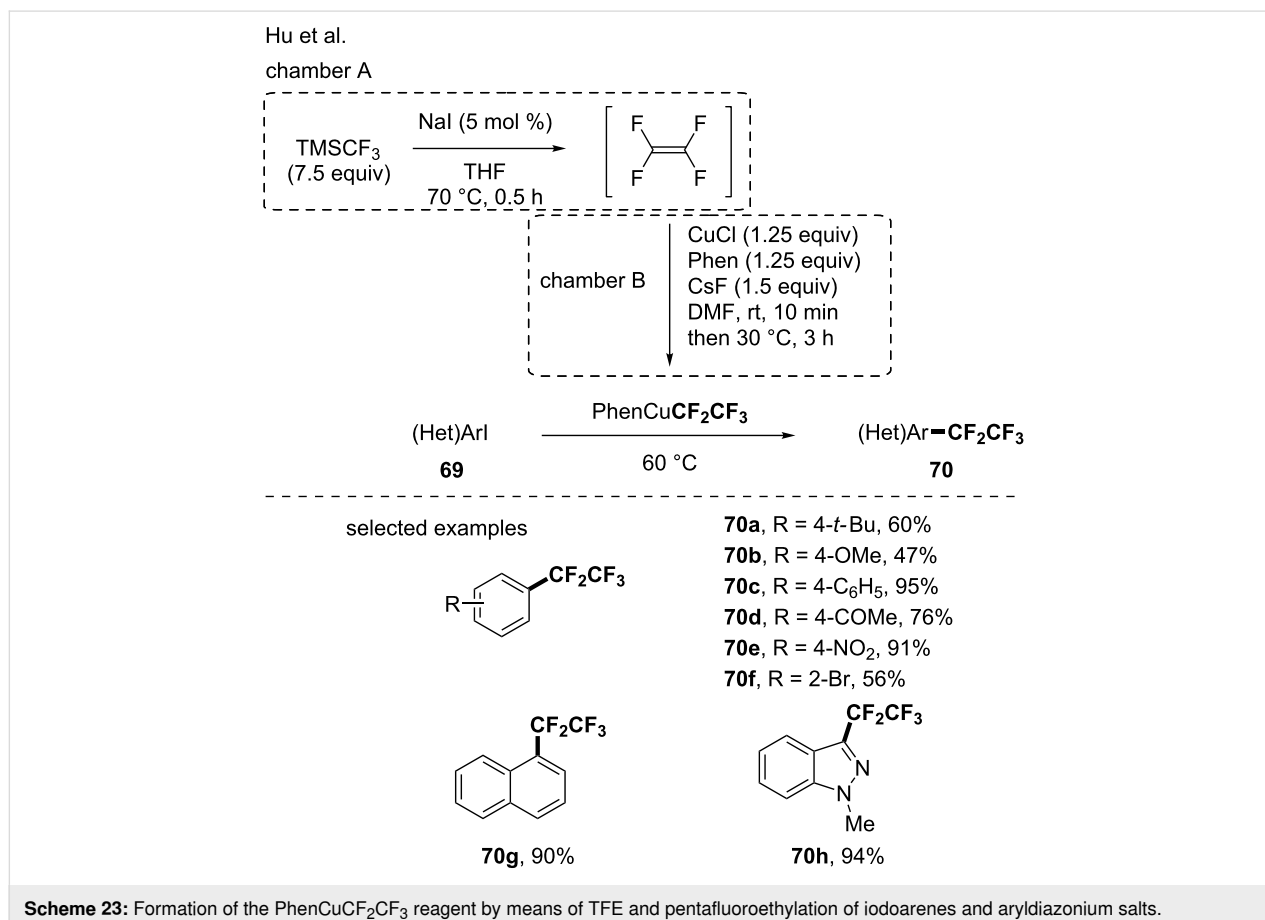 Hu et al.
chamber A
TMSCF₃
(7.5 equiv)
NaI (5 mol %)
THF
70 °C, 0.5 h
F F
F F
chamber B
CuCl (1.25 equiv)
Phen (1.25 equiv)
CsF (1.5 equiv)
DMF, rt, 10 min
then 30 °C, 3 h
(Het)ArI
69
PhenCuCF₂CF₃
60 °C
(Het)Ar–CF₂CF₃
70
selected examples
R
CF₂CF₃
70a, R = 4-t-Bu, 60%
70b, R = 4-OMe, 47%
70c, R = 4-C₆H₅, 95%
70d, R = 4-COMe, 76%
70e, R = 4-NO₂, 91%
70f, R = 2-Br, 56%
CF₂CF₃
70g, 90%
CF₂CF₃
N
N
Me
70h, 94%
Scheme 23: Formation of the PhenCuCF₂CF₃ reagent by means of TFE and pentafluoroethylation of iodoarenes and aryldiazonium salts.